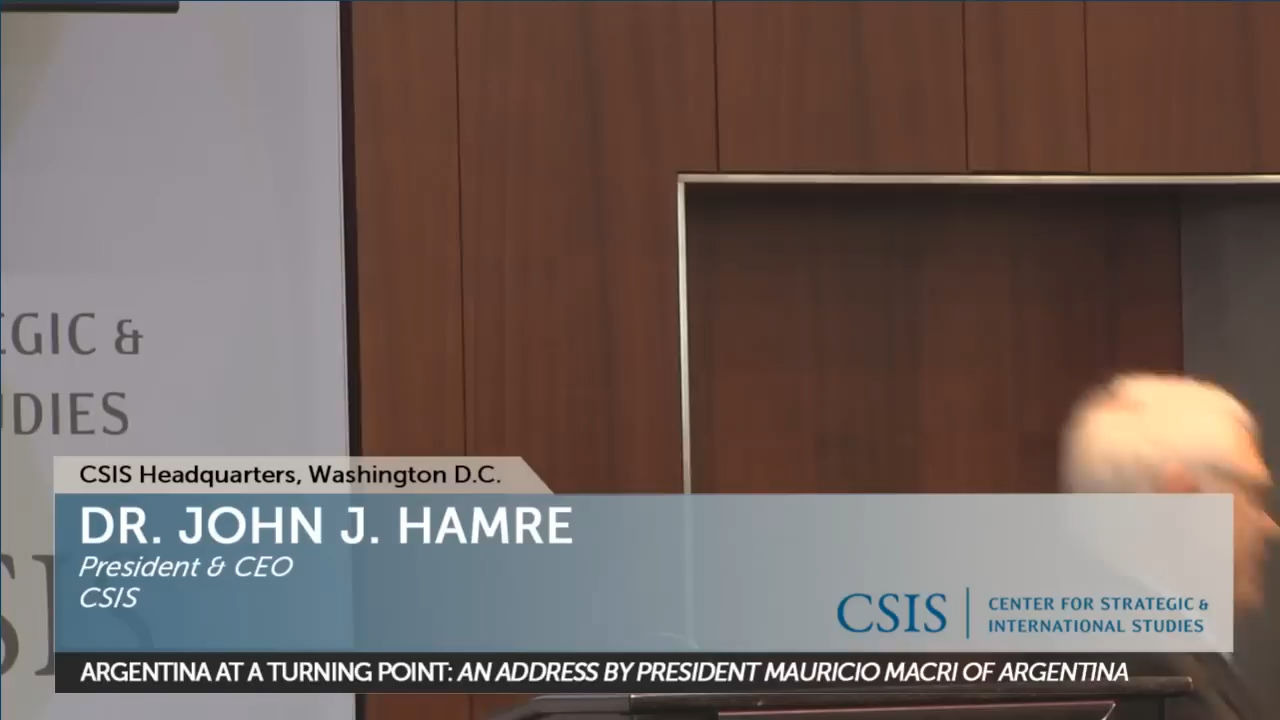 EGIC &
UDIES
CSIS Headquarters, Washington D.C.
DR. JOHN J. HAMRE
President & CEO
CSIS
CSIS
CENTER FOR STRATEGIC &
INTERNATIONAL STUDIES
ARGENTINA AT A TURNING POINT: AN ADDRESS BY PRESIDENT MAURICIO MACRI OF ARGENTINA